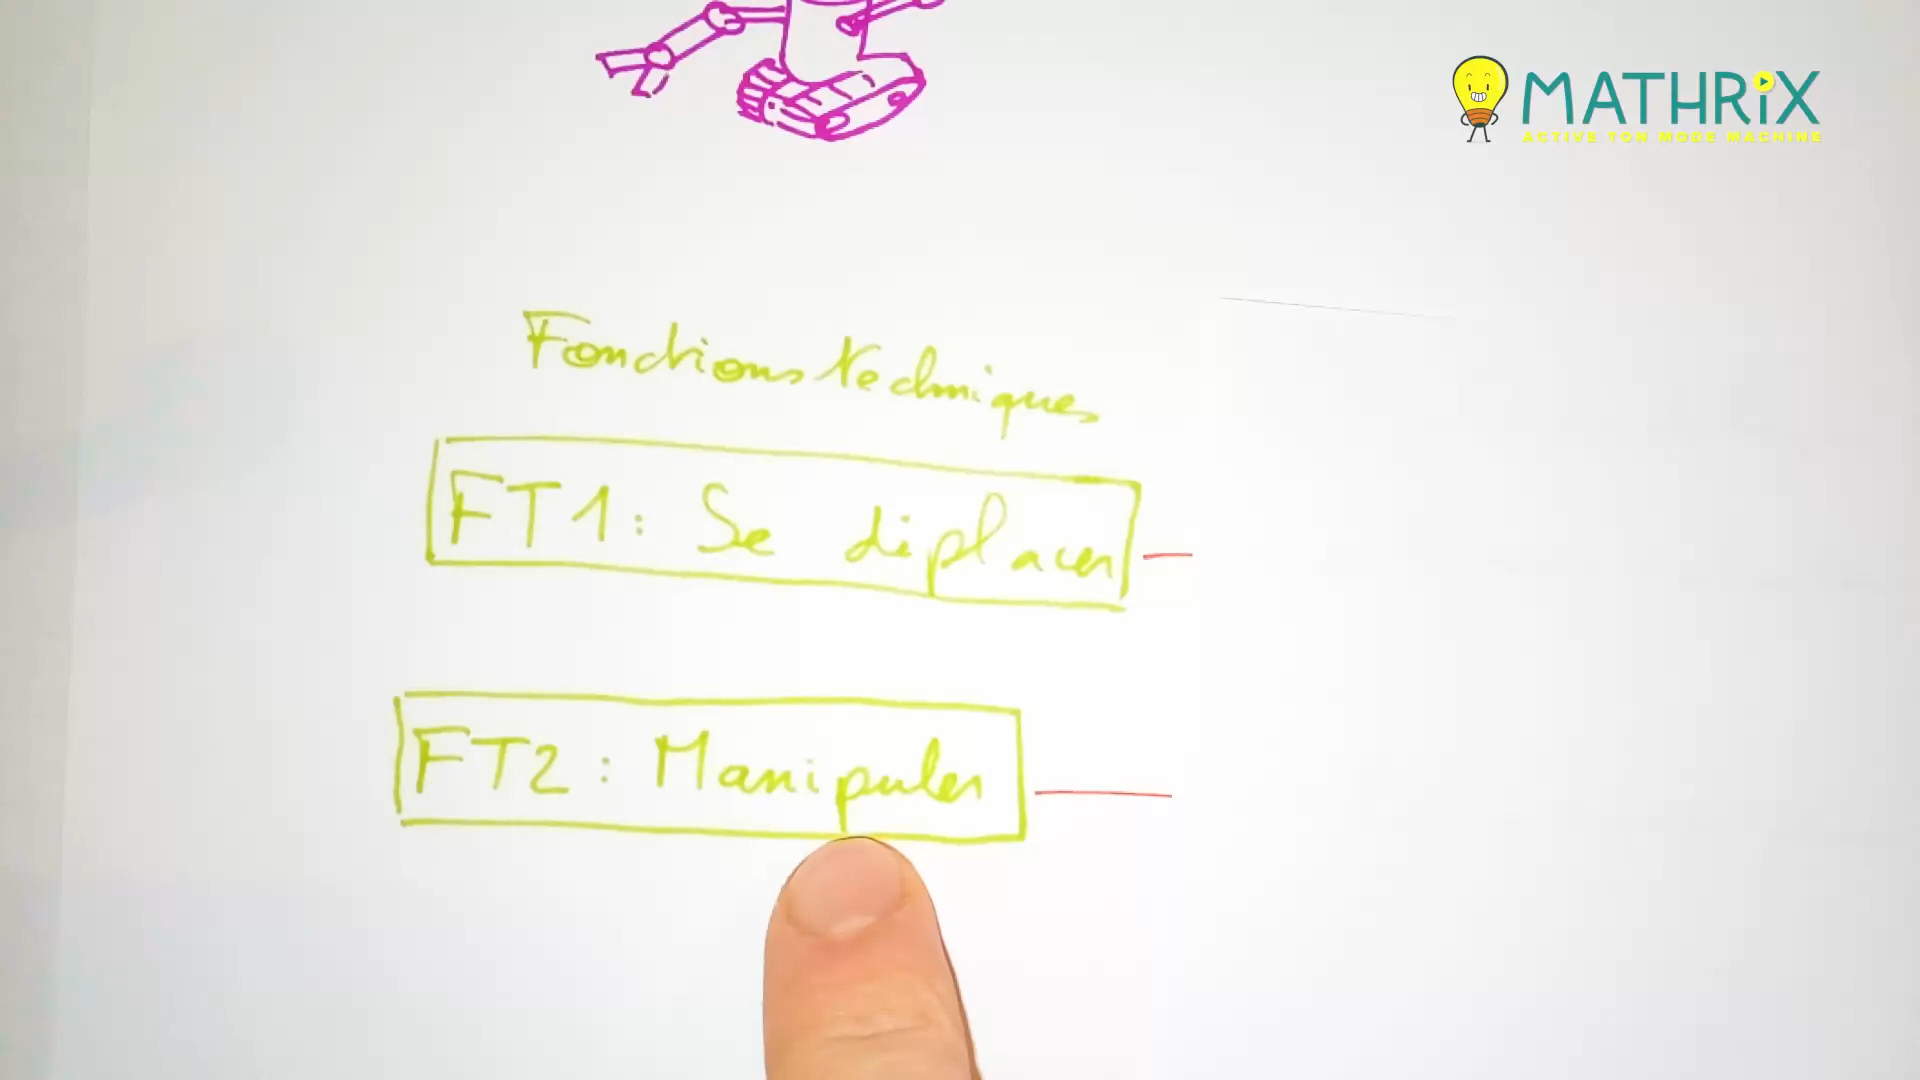 MATHRiX
ACTIVE TON MODE MACHINE
Fonctions techniques
FT1 : Se déplacer
FT2 : Manipuler